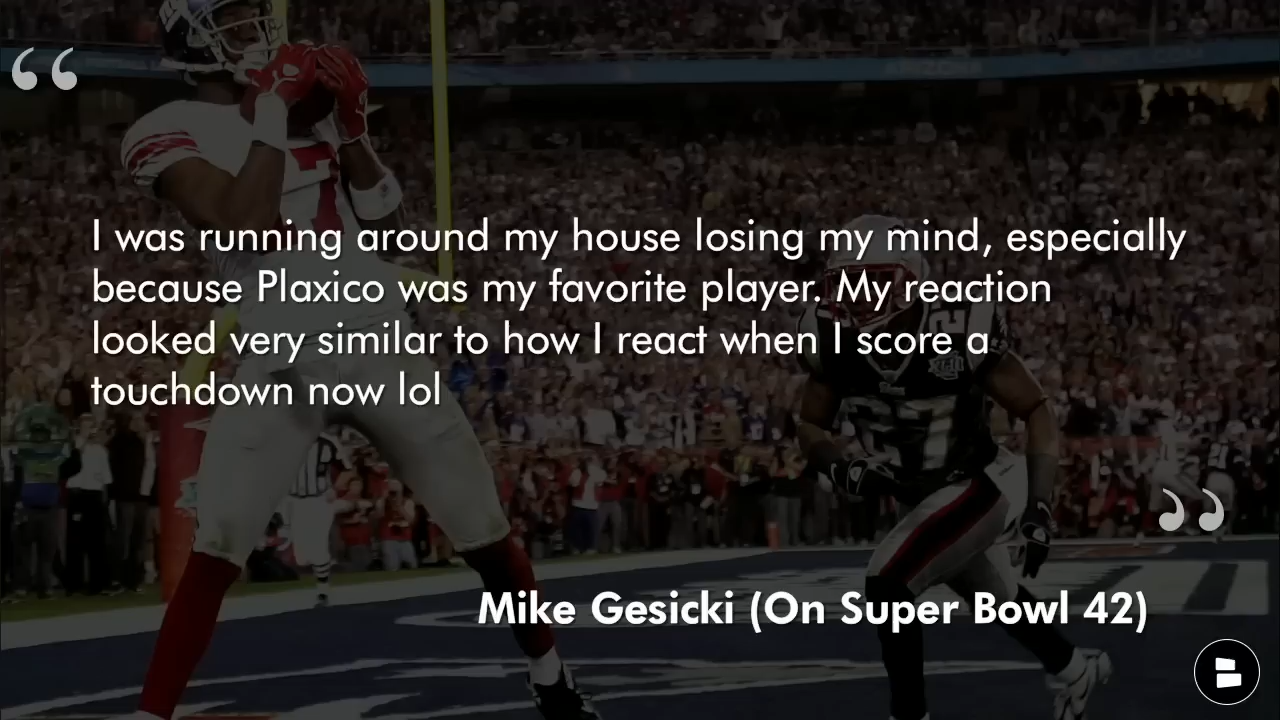 “
I was running around my house losing my mind, especially
because Plaxico was my favorite player. My reaction
looked very similar to how I react when I score a
touchdown now lol
”
Mike Gesicki (On Super Bowl 42)